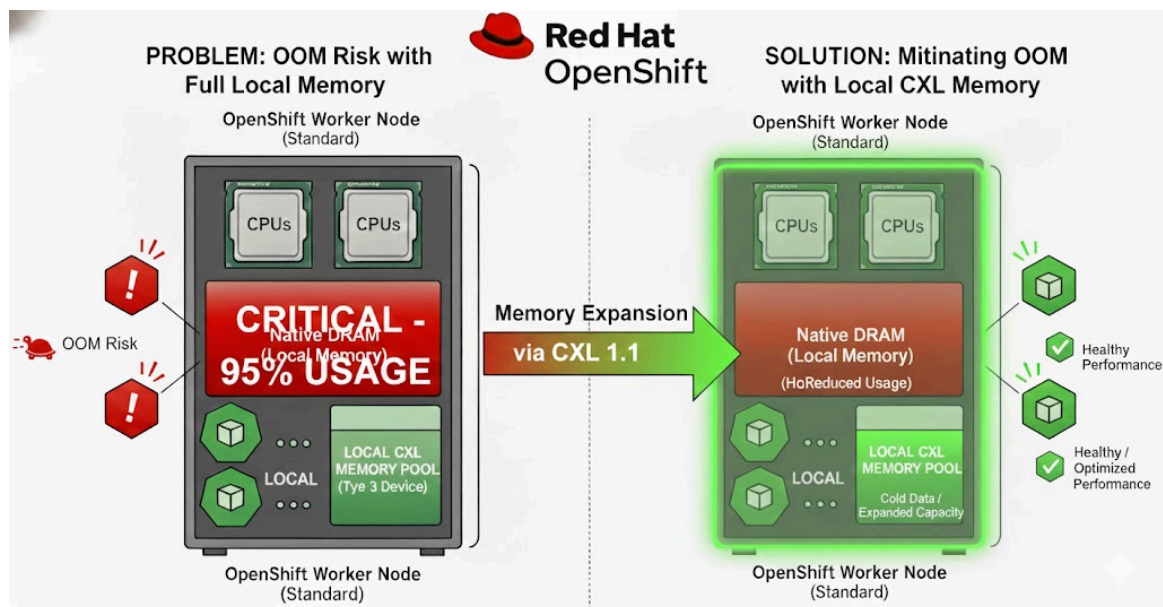 Red Hat
OpenShift
PROBLEM: OOM Risk with
Full Local Memory
OpenShift Worker Node
(Standard)
CPUs
CPUs
CRITICAL -
Native DRAM
(Local Memory)
95% USAGE
OOM Risk
LOCAL
LOCAL CXL
MEMORY POOL
(Tye 3 Device)
OpenShift Worker Node
(Standard)
Memory Expansion
via CXL 1.1
SOLUTION: Mitinating OOM
with Local CXL Memory
OpenShift Worker Node
(Standard)
CPUs
CPUs
Native DRAM
(Local Memory)
(HoReduced Usage)
LOCAL
LOCAL CXL
MEMORY POOL
Cold Data /
Expanded Capacity
Healthy
Performance
Healthy /
Optimized
Performance
OpenShift Worker Node
(Standard)